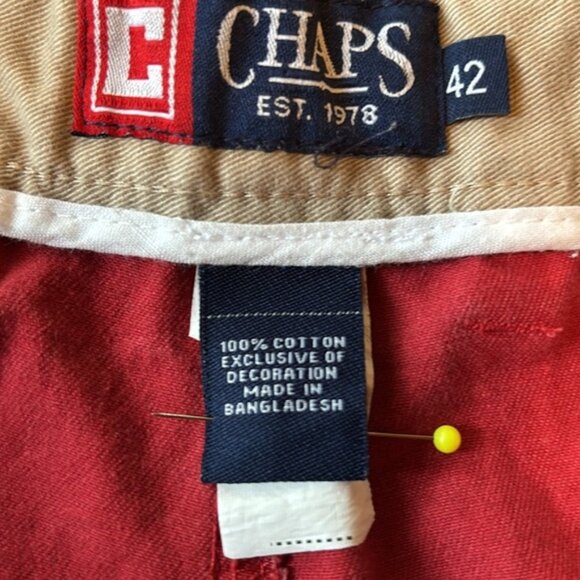 C CHAPS 42
EST. 1978
100% COTTON
EXCLUSIVE OF
DECORATION
MADE IN
BANGLADESH